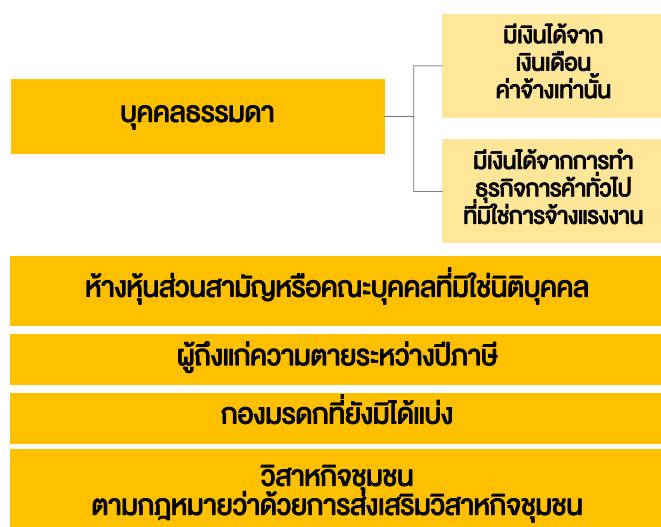 มีเงินได้จาก
เงินเดือน
ค่าจ้างเท่านั้น
บุคคลธรรมดา
มีเงินได้จากการทำ
ธุรกิจการค้าทั่วไป
ที่มิใช่การจ้างแรงงาน
ห้างหุ้นส่วนสามัญหรือคณะบุคคลที่มิใช่นิติบุคคล
ผู้ถึงแก่ความตายระหว่างปีภาษี
กองมรดกที่ยังมิได้แบ่ง
วิสาหกิจชุมชน
ตามกฎหมายว่าด้วยการส่งเสริมวิสาหกิจชุมชน